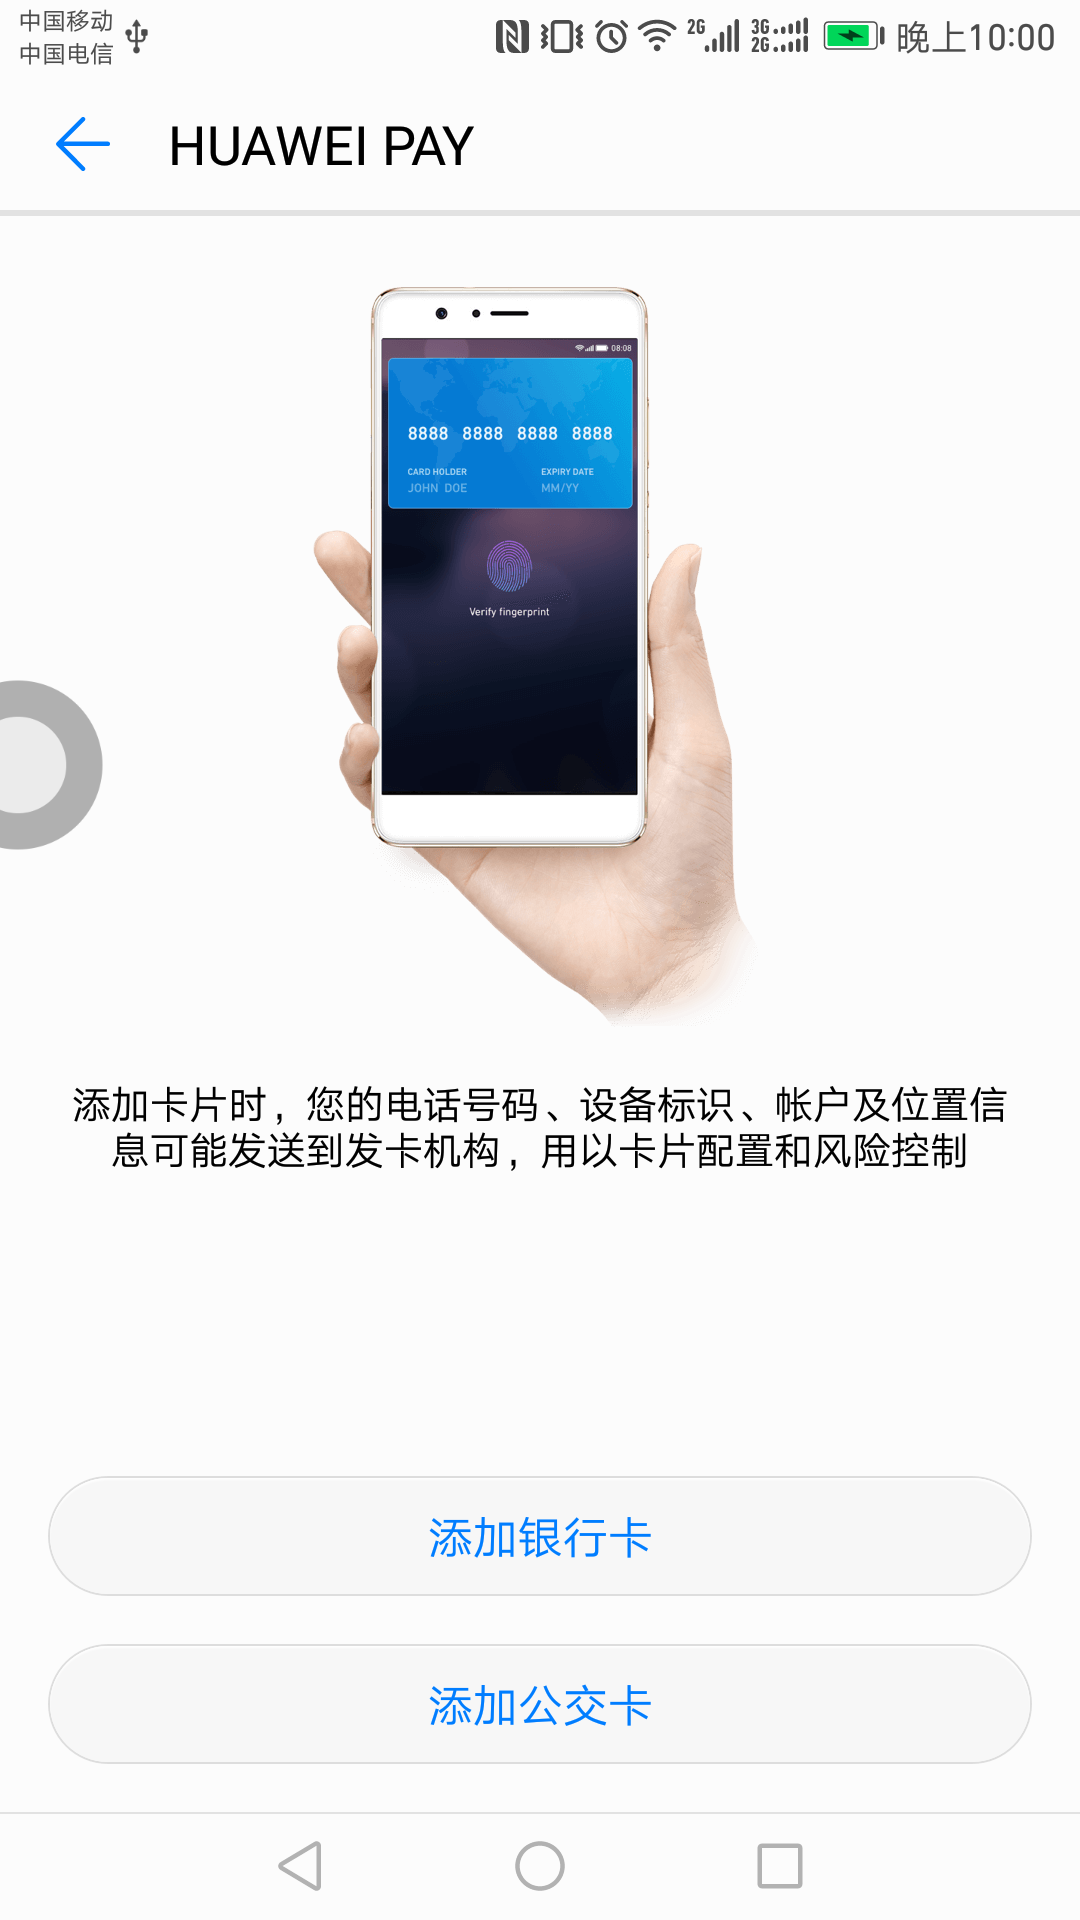 中国移动
中国电信
2G
3G
2G
晚上10:00
HUAWEI PAY
08:08
8888 8888 8888 8888
CARD HOLDER
EXPIRY DATE
JOHN DOE
MM/YY
Verify fingerprint
添加卡片时，您的电话号码、设备标识、帐户及位置信
息可能发送到发卡机构，用以卡片配置和风险控制
添加银行卡
添加公交卡